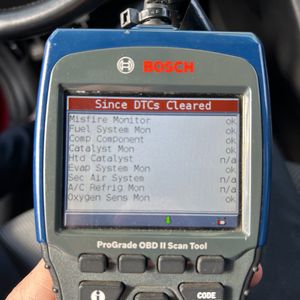 BOSCH
Since DTCs Cleared
Misfire Monitor ok
Fuel System Mon ok
Comp Component ok
Catalyst Mon ok
Htd Catalyst n/a
Evap System Mon ok
Sec Air System n/a
A/C Refrig Mon n/a
Oxygen Sens Mon ok
ProGrade OBD II Scan Tool
i
CODE